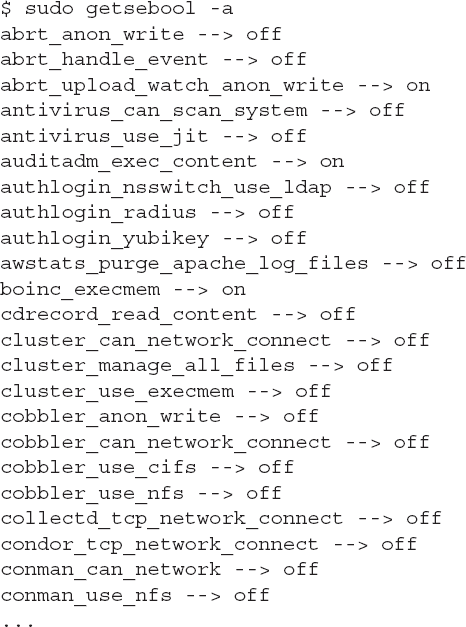 $ sudo getsebool -a
abrt_anon_write --> off
abrt_handle_event --> off
abrt_upload_watch_anon_write --> on
antivirus_can_scan_system --> off
antivirus_use_jit --> off
auditadm_exec_content --> on
authlogin_nsswitch_use_ldap --> off
authlogin_radius --> off
authlogin_yubikey --> off
awstats_purge_apache_log_files --> off
boinc_execmem --> on
cdrecord_read_content --> off
cluster_can_network_connect --> off
cluster_manage_all_files --> off
cluster_use_execmem --> off
cobbler_anon_write --> off
cobbler_can_network_connect --> off
cobbler_use_cifs --> off
cobbler_use_nfs --> off
collectd_tcp_network_connect --> off
condor_tcp_network_connect --> off
conman_can_network --> off
conman_use_nfs --> off
...